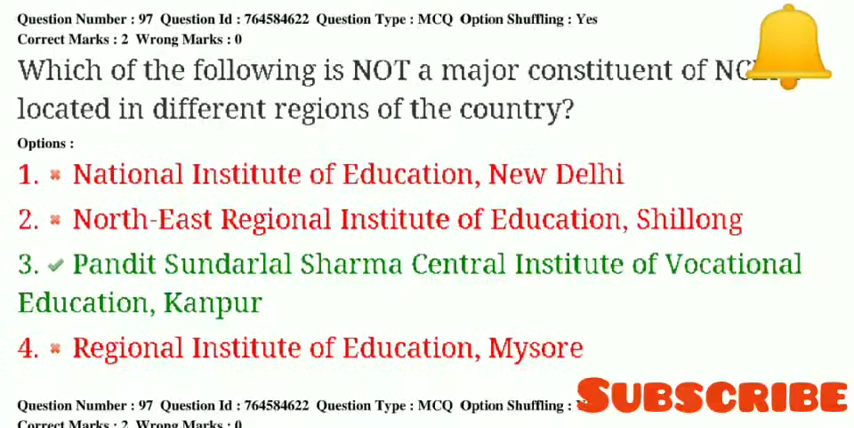 Question Number : 97 Question Id : 764584622 Question Type : MCQ Option Shuffling : Yes
Correct Marks : 2 Wrong Marks : 0
Which of the following is NOT a major constituent of
located in different regions of the country?
Options :
1. National Institute of Education, New Delhi
2. North-East Regional Institute of Education, Shillong
3. Pandit Sundarlal Sharma Central Institute of Vocational
Education, Kanpur
4. Regional Institute of Education, Mysore
SUBSCRIBE
Question Number : 97 Question Id : 764584622 Question Type : MCQ Option Shuffling :
Correct Marks : 2 Wrong Marks : 0